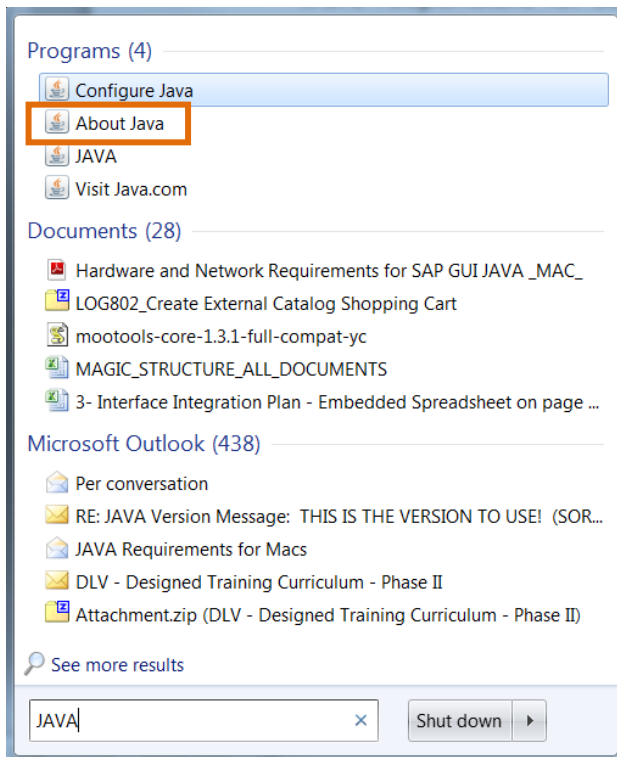 Programs (4)
Configure Java
About Java
JAVA
Visit Java.com
Documents (28)
Hardware and Network Requirements for SAP GUI JAVA _MAC_
LOG802_Create External Catalog Shopping Cart
mootools-core-1.3.1-full-compat-yc
MAGIC_STRUCTURE_ALL_DOCUMENTS
3- Interface Integration Plan - Embedded Spreadsheet on page ...
Microsoft Outlook (438)
Per conversation
RE: JAVA Version Message:  THIS IS THE VERSION TO USE!  (SOR...
JAVA Requirements for Macs
DLV - Designed Training Curriculum - Phase II
Attachment.zip (DLV - Designed Training Curriculum - Phase II)
See more results
JAVA
Shut down